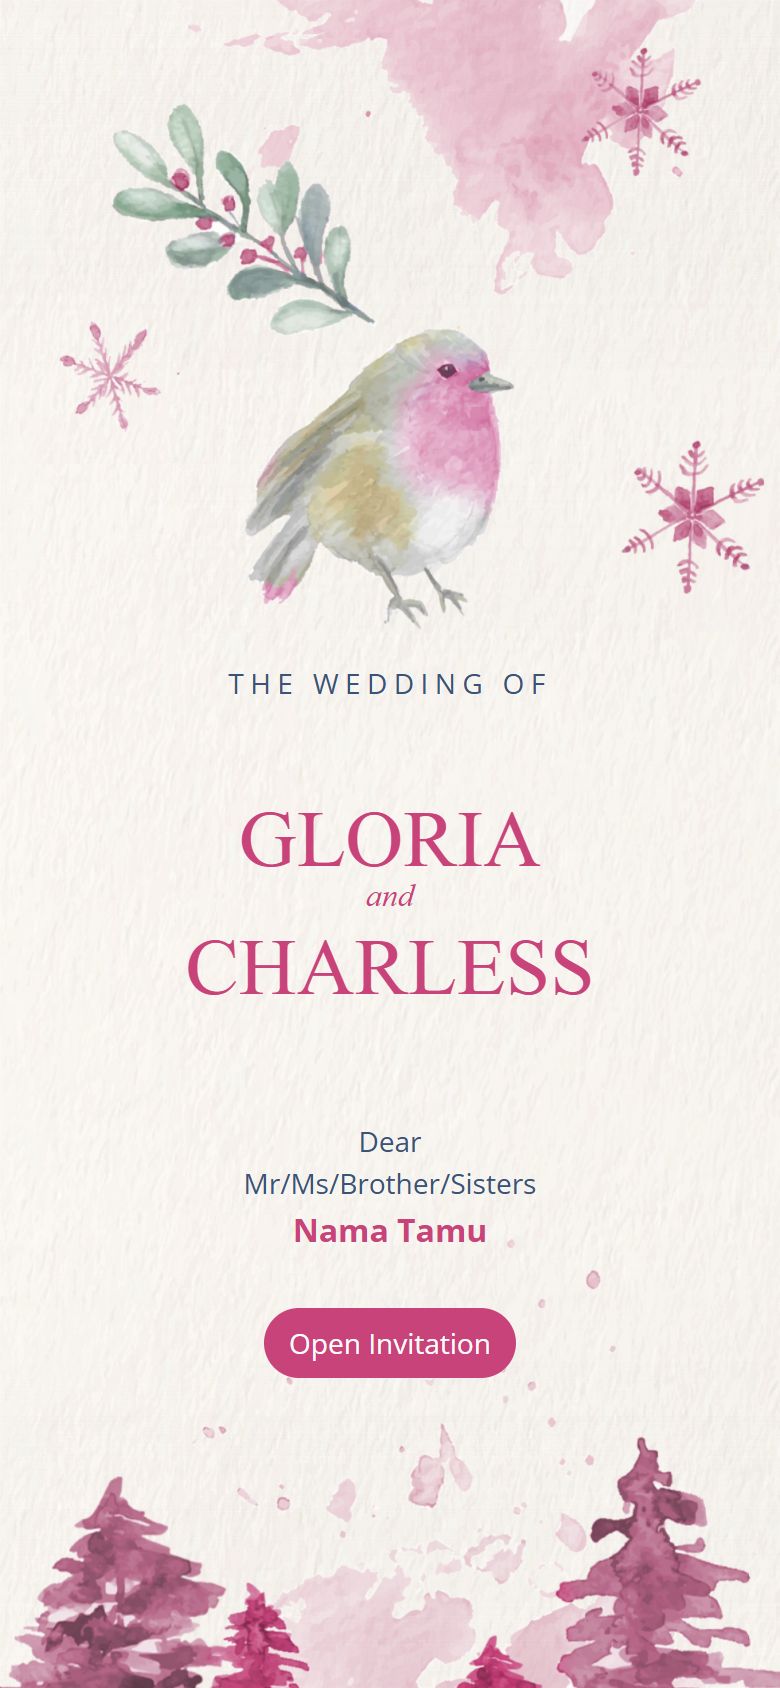 THE WEDDING OF
GLORIA
and
CHARLESS
Dear
Mr/Ms/Brother/Sisters
Nama Tamu
Open Invitation